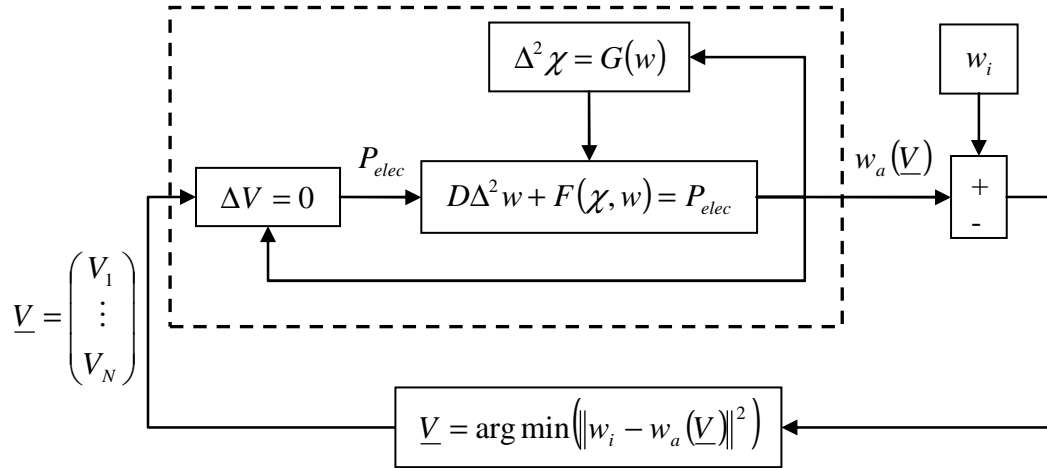 Δ²χ = G(w)
w_i
P_elec
w_a(V)
ΔV = 0
DΔ²w + F(χ, w) = P_elec
+
-
V = (V_1 ⋮ V_N)
V = arg min(‖w_i − w_a(V)‖²)